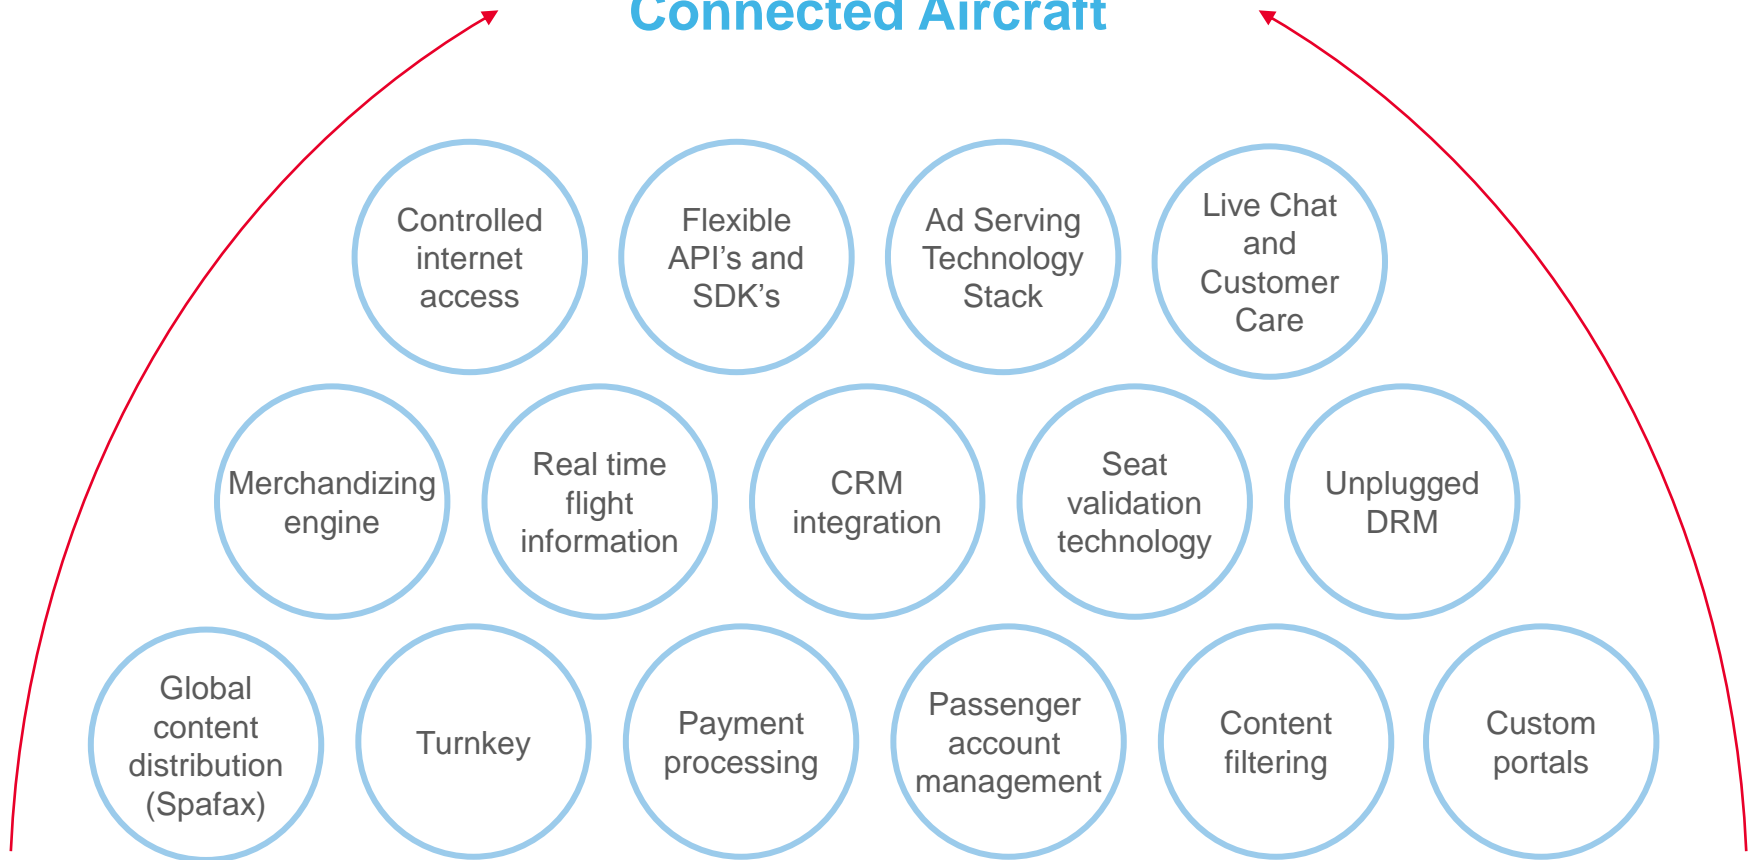 Connected Aircraft
Controlled
internet
access
Flexible
API’s and
SDK’s
Ad Serving
Technology
Stack
Live Chat
and
Customer
Care
Merchandizing
engine
Real time
flight
information
CRM
integration
Seat
validation
technology
Unplugged
DRM
Global
content
distribution
(Spafax)
Turnkey
Payment
processing
Passenger
account
management
Content
filtering
Custom
portals